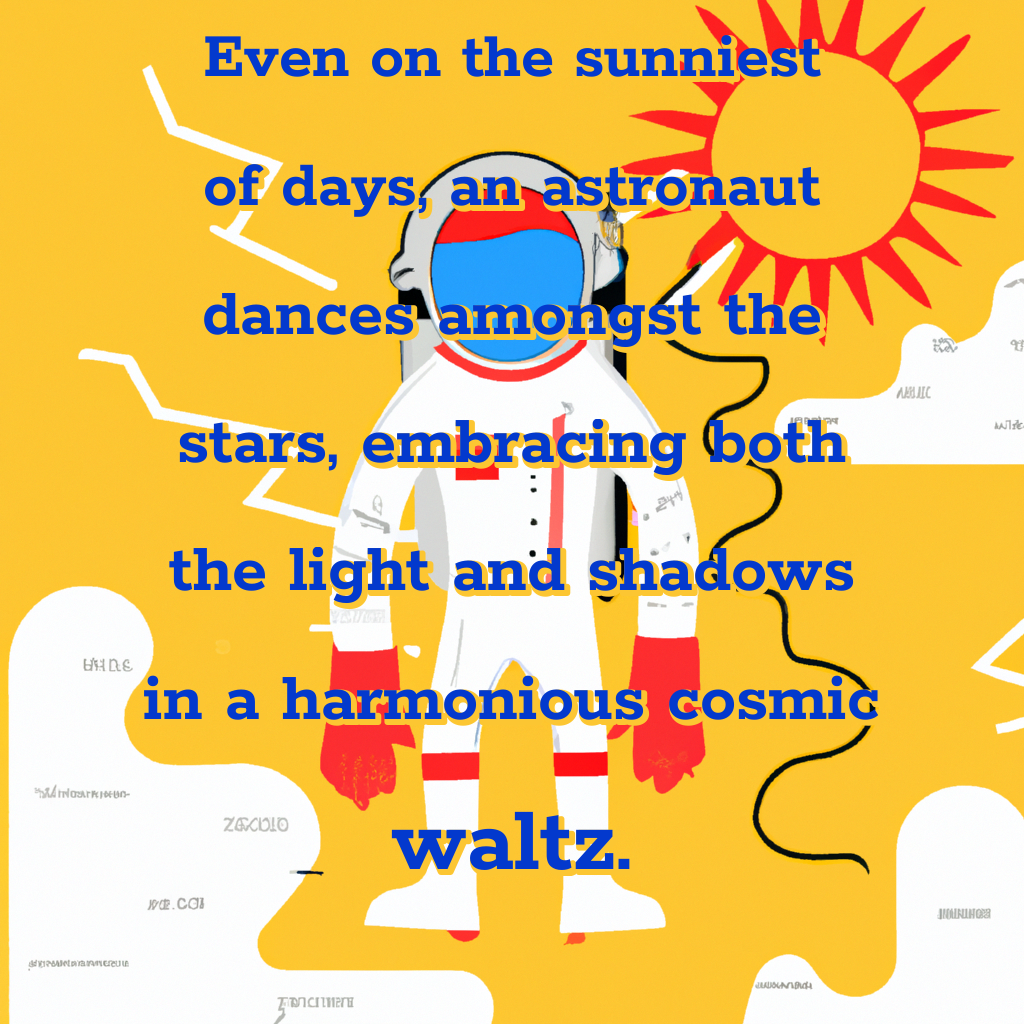 Even on the sunniest
of days, an astronaut
dances amongst the
stars, embracing both
the light and shadows
in a harmonious cosmic
waltz.